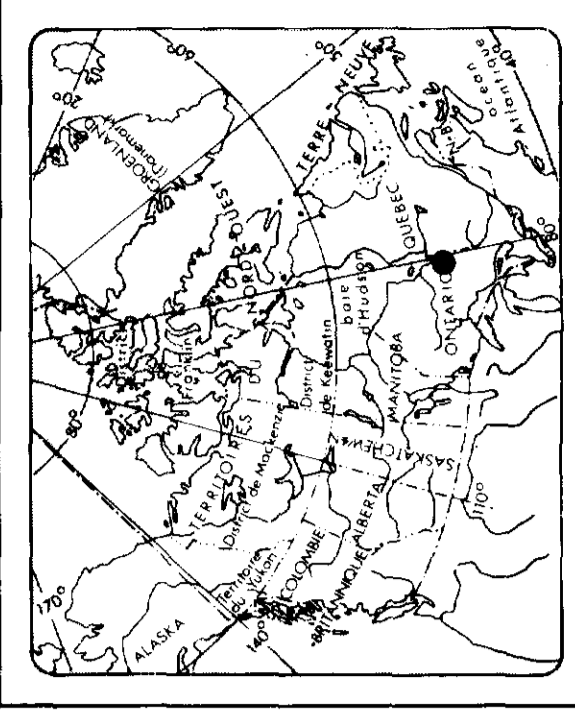 170°
80°
20°
60°
50°
40°
ALASKA
GROENLAND
(Danemark)
Territoire
du Yukon
140°
TERRITOIRES DU NORD-OUEST
District
de Franklin
District de Mackenzie
District
de Keewatin
COLOMBIE
BRITANNIQUE
ALBERTA
SASKATCHEWAN
MANITOBA
baie
d'Hudson
ONTARIO
QUEBEC
TERRE-NEUVE
N-B
océan
Atlantique
110°
80°